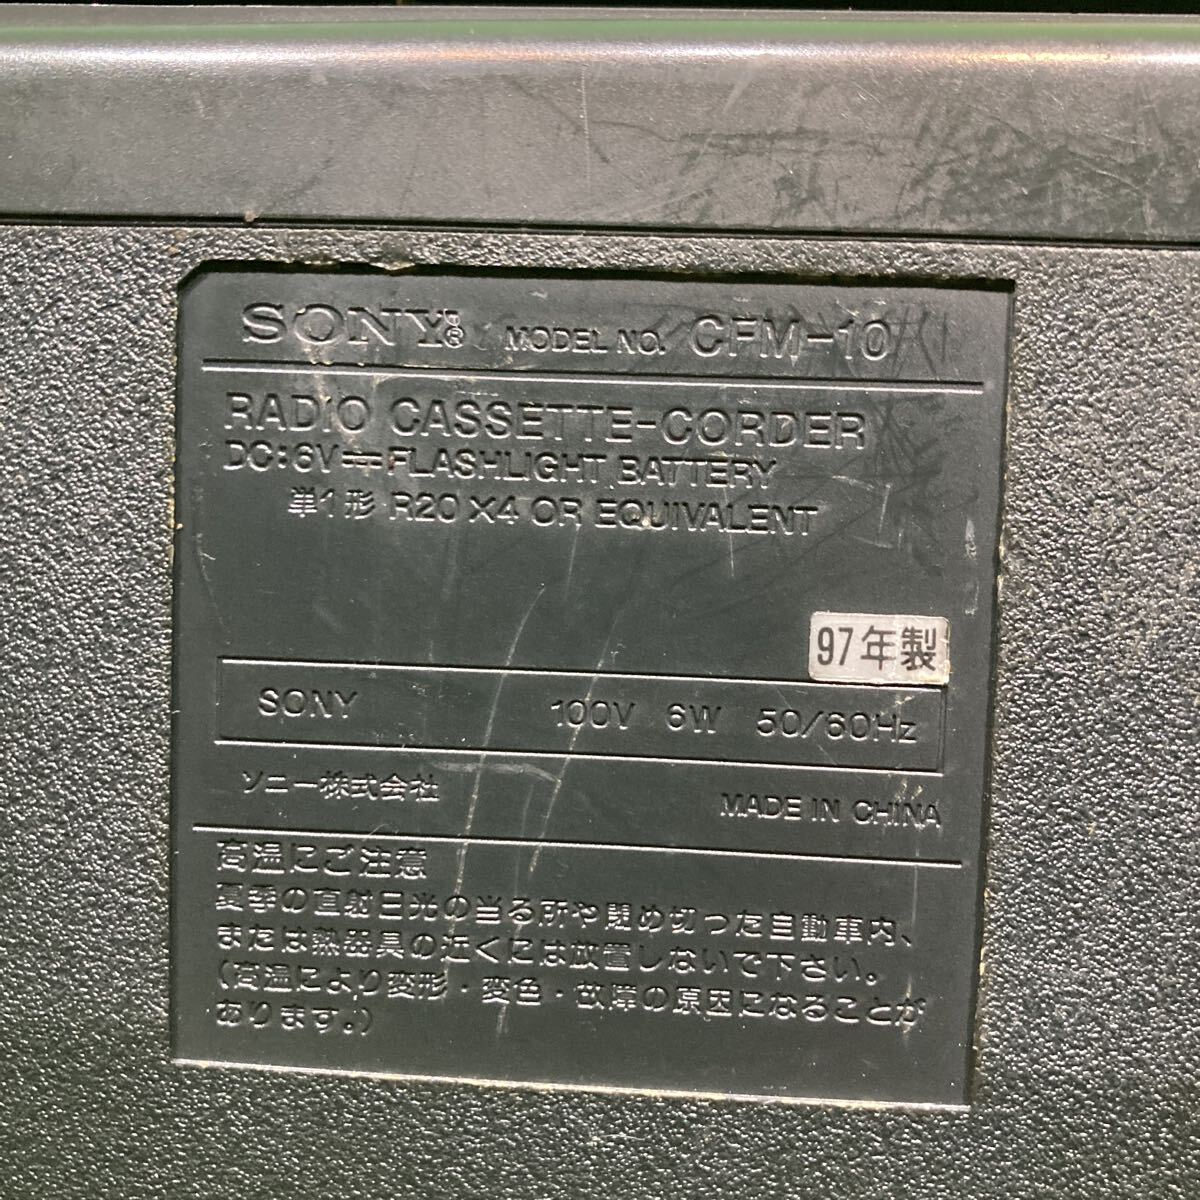 SONY® MODEL NO. CFM-10
RADIO CASSETTE-CORDER
DC:6V⎓FLASHLIGHT BATTERY
単1形 R20×4 OR EQUIVALENT
97年製
SONY 100V 6W 50/60Hz
ソニー株式会社 MADE IN CHINA
高温にご注意
夏季の直射日光の当る所や閉め切った自動車内、
または熱器具の近くには放置しないで下さい。
(高温により変形・変色・故障の原因になることが
あります。)